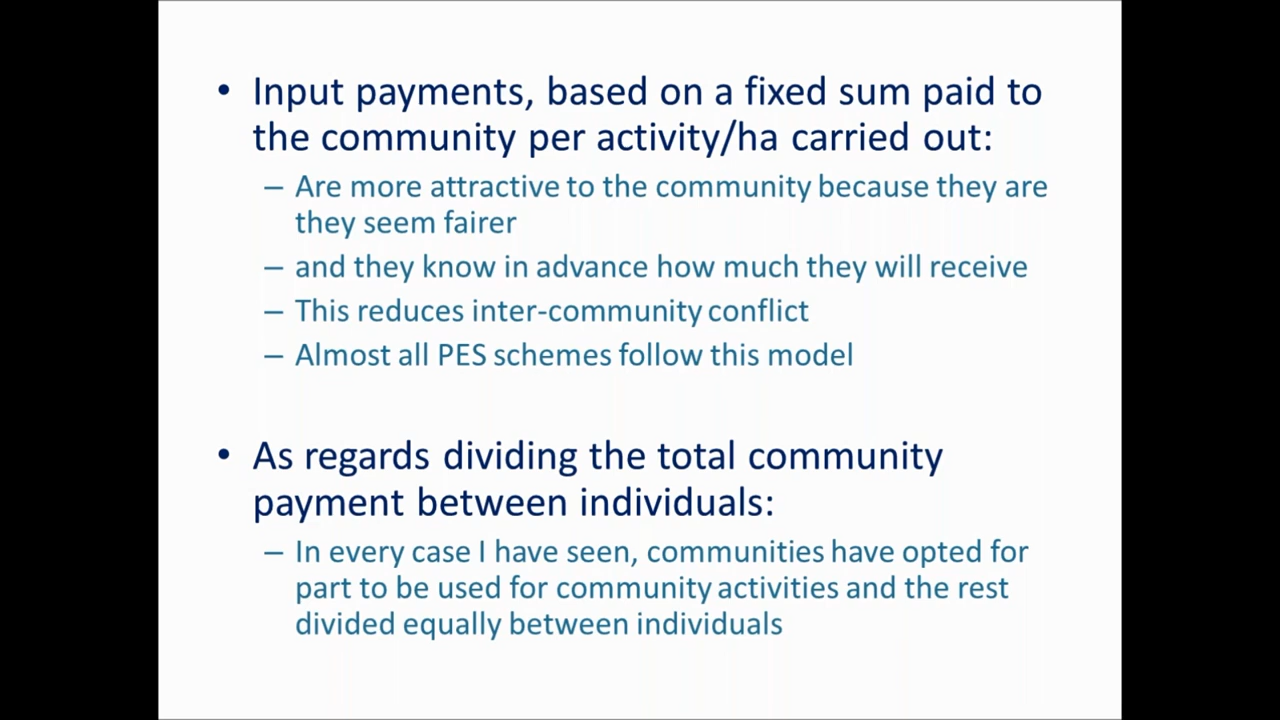 • Input payments, based on a fixed sum paid to
the community per activity/ha carried out:
– Are more attractive to the community because they are
they seem fairer
– and they know in advance how much they will receive
– This reduces inter-community conflict
– Almost all PES schemes follow this model
• As regards dividing the total community
payment between individuals:
– In every case I have seen, communities have opted for
part to be used for community activities and the rest
divided equally between individuals